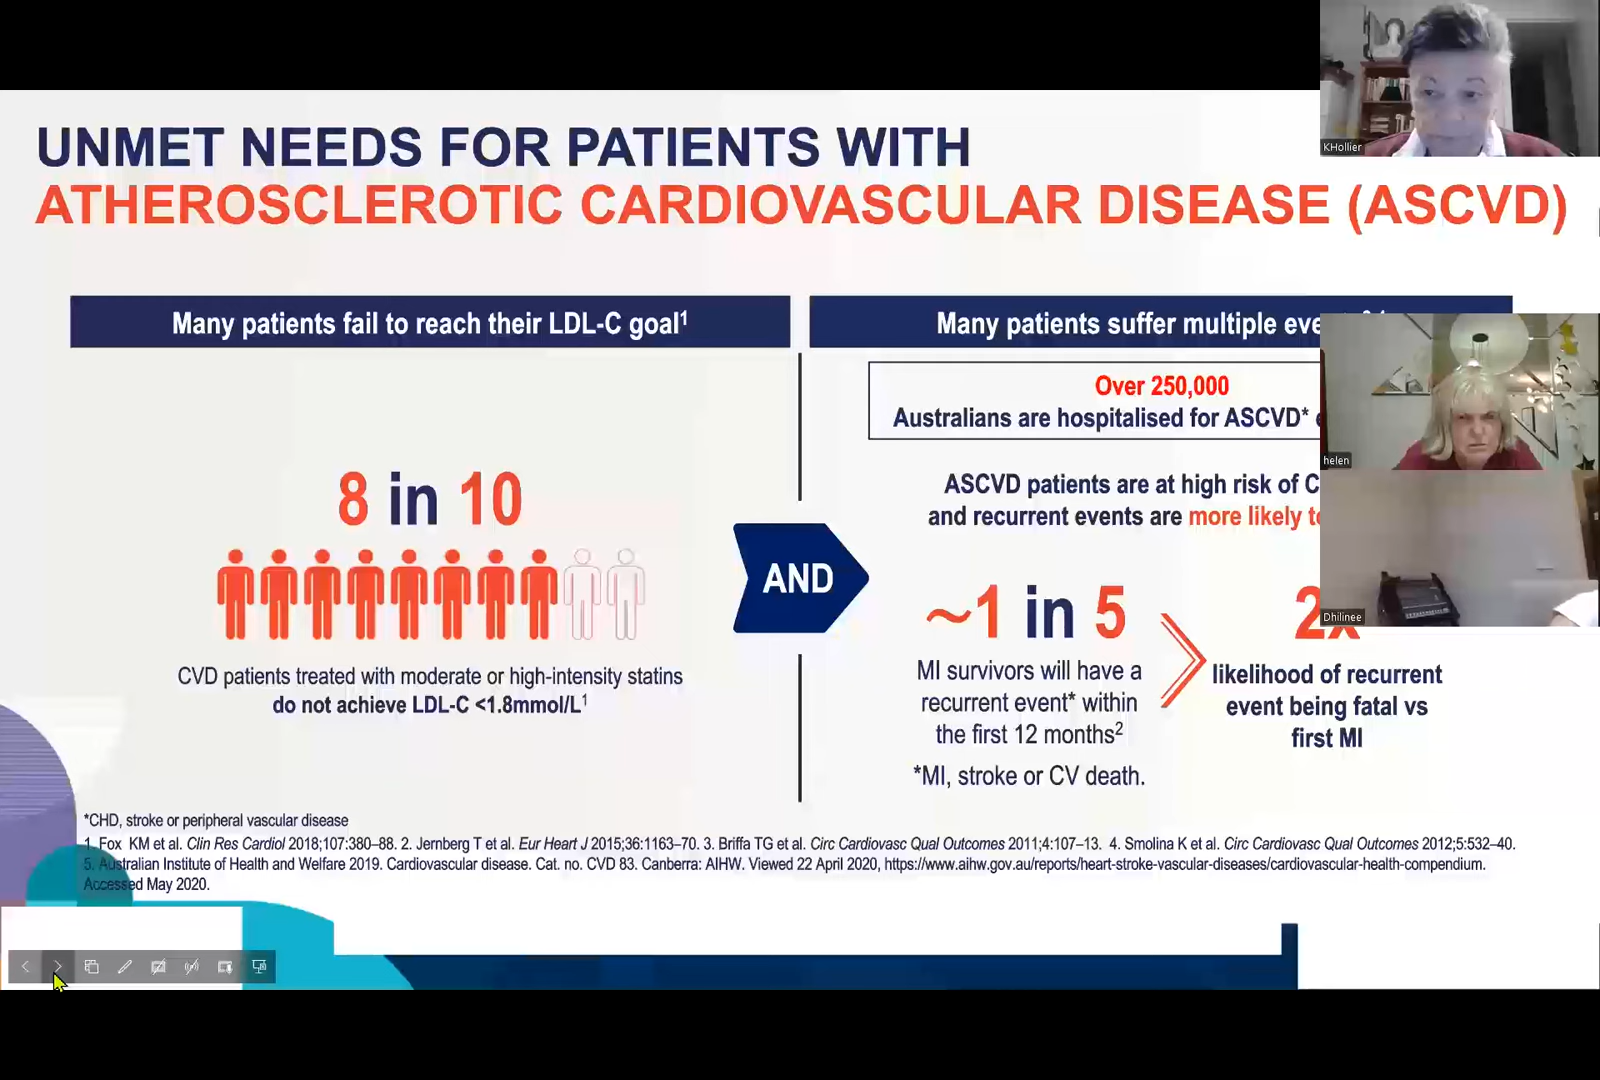 UNMET NEEDS FOR PATIENTS WITH
ATHEROSCLEROTIC CARDIOVASCULAR DISEASE (ASCVD)
KHollier
Many patients fail to reach their LDL-C goal¹
8 in 10
CVD patients treated with moderate or high-intensity statins
do not achieve LDL-C <1.8mmol/L¹
AND
Many patients suffer multiple
Over 250,000
Australians are hospitalised for ASCVD*
ASCVD patients are at high risk of
and recurrent events are more likely
~1 in 5
MI survivors will have a
recurrent event* within
the first 12 months²
*MI, stroke or CV death.
2x
likelihood of recurrent
event being fatal vs
first MI
helen
Dhilinee
*CHD, stroke or peripheral vascular disease
1. Fox KM et al. Clin Res Cardiol 2018;107:380–88. 2. Jernberg T et al. Eur Heart J 2015;36:1163–70. 3. Briffa TG et al. Circ Cardiovasc Qual Outcomes 2011;4:107–13. 4. Smolina K et al. Circ Cardiovasc Qual Outcomes 2012;5:532–40.
5. Australian Institute of Health and Welfare 2019. Cardiovascular disease. Cat. no. CVD 83. Canberra: AIHW. Viewed 22 April 2020, https://www.aihw.gov.au/reports/heart-stroke-vascular-diseases/cardiovascular-health-compendium.
Accessed May 2020.